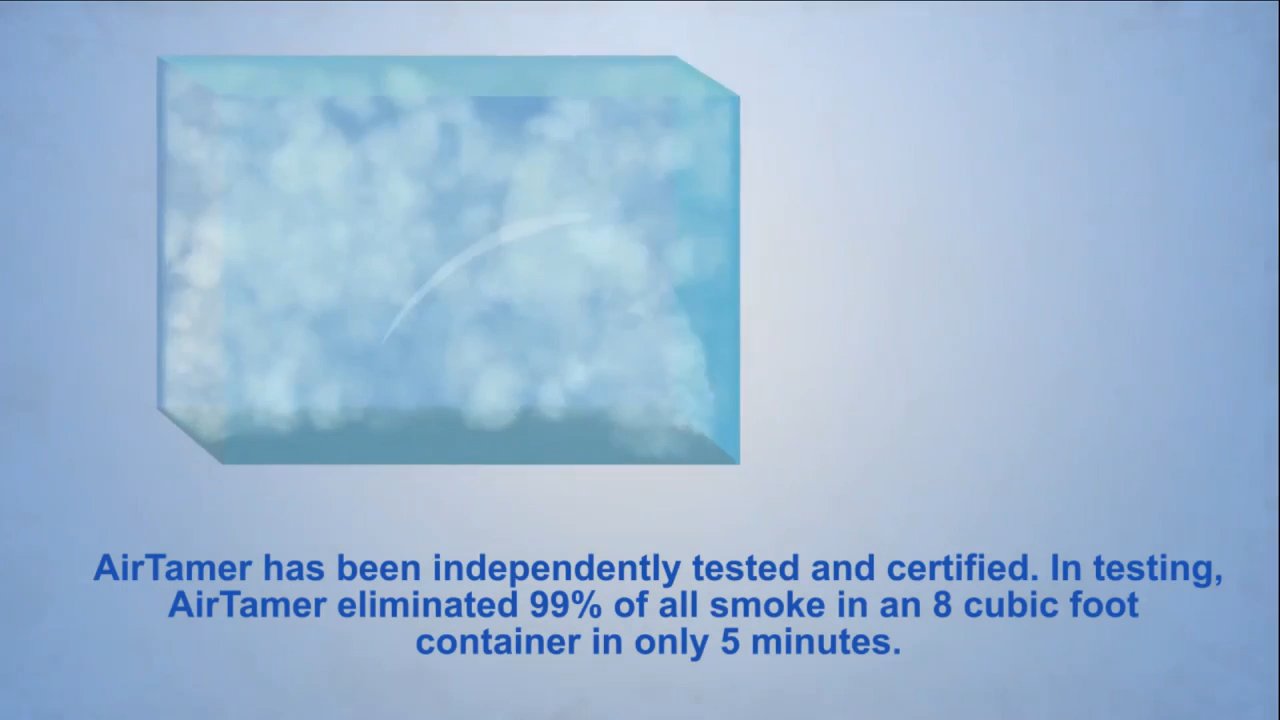 AirTamer has been independently tested and certified. In testing,
AirTamer eliminated 99% of all smoke in an 8 cubic foot
container in only 5 minutes.